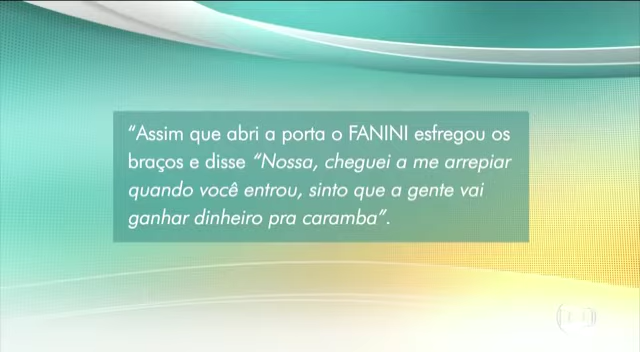 “Assim que abri a porta o FANINI esfregou os
braços e disse “Nossa, cheguei a me arrepiar
quando você entrou, sinto que a gente vai
ganhar dinheiro pra caramba”.